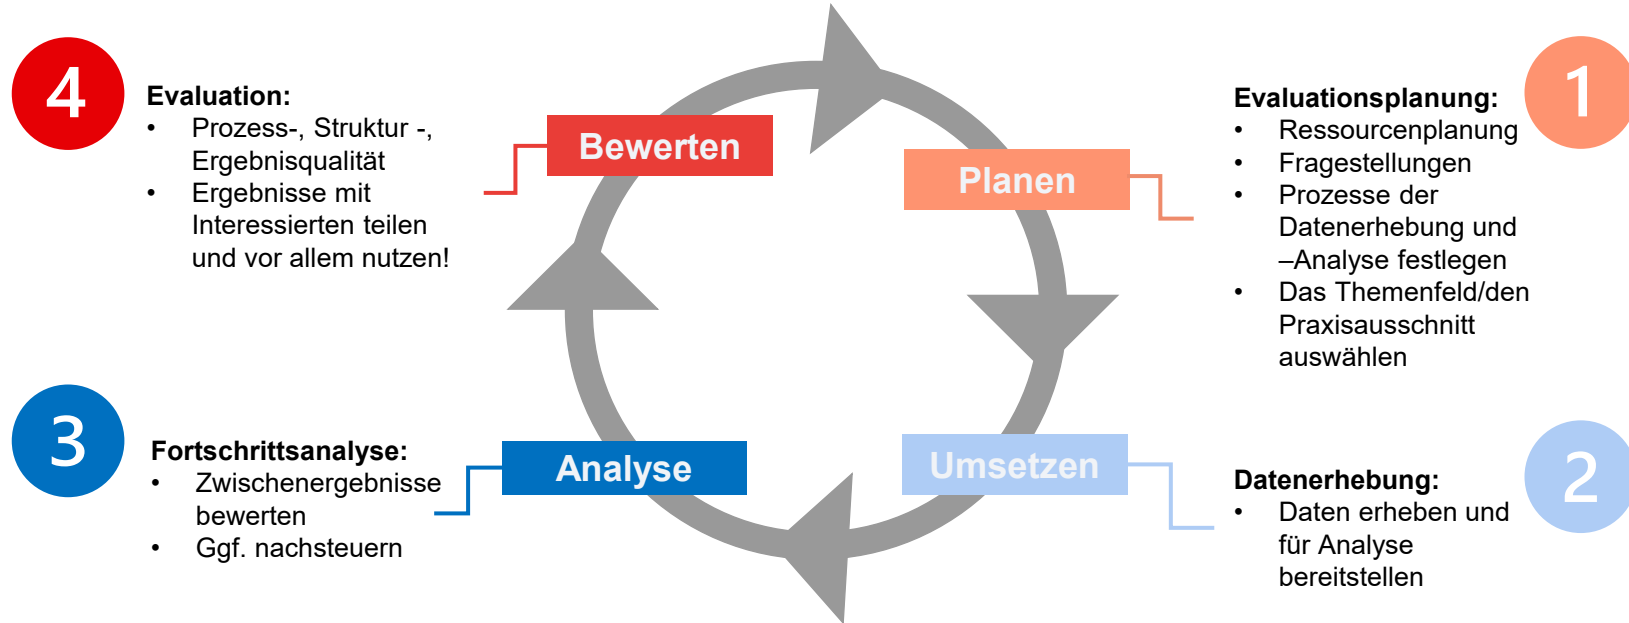 4
Evaluation:
• Prozess-, Struktur -,
Ergebnisqualität
• Ergebnisse mit
Interessierten teilen
und vor allem nutzen!
Bewerten
Planen
1
Evaluationsplanung:
• Ressourcenplanung
• Fragestellungen
• Prozesse der
Datenerhebung und
–Analyse festlegen
• Das Themenfeld/den
Praxisausschnitt
auswählen
3
Fortschrittsanalyse:
• Zwischenergebnisse
bewerten
• Ggf. nachsteuern
Analyse
Umsetzen
2
Datenerhebung:
• Daten erheben und
für Analyse
bereitstellen